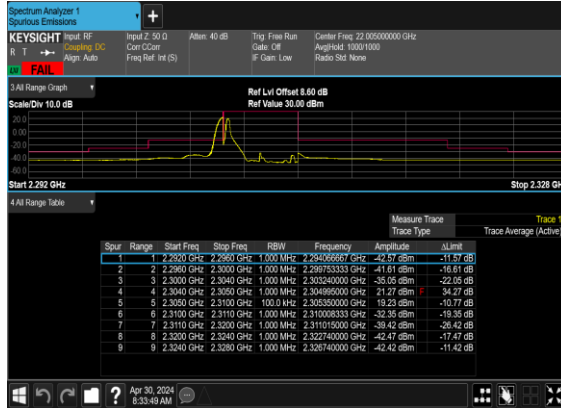 Spectrum Analyzer 1
Spurious Emissions
+
KEYSIGHT Input: RF Input Z: 50 Ω Atten: 40 dB Trig: Free Run Center Freq: 22.005000000 GHz
R T Coupling: DC Corr CCorr Gate: Off Avg|Hold: 1000/1000
Align: Auto Freq Ref: Int (S) IF Gain: Low Radio Std: None
FAIL
3 All Range Graph Ref Lvl Offset 8.60 dB
Scale/Div 10.0 dB Ref Value 30.00 dBm
20.0
0.00
-20.0
-40.0
-60.0
Start 2.292 GHz Stop 2.328 GH
4 All Range Table
Measure Trace Trace 1
Trace Type Trace Average (Active)
Spur Range Start Freq Stop Freq RBW Frequency Amplitude ΔLimit
1 1 2.2920 GHz 2.2960 GHz 1.000 MHz 2.294066667 GHz -42.57 dBm -11.57 dB
2 2 2.2960 GHz 2.3000 GHz 1.000 MHz 2.299753333 GHz -41.61 dBm -16.61 dB
3 3 2.3000 GHz 2.3040 GHz 1.000 MHz 2.303240000 GHz -35.05 dBm -22.05 dB
4 4 2.3040 GHz 2.3050 GHz 1.000 MHz 2.304995000 GHz 21.27 dBm F 34.27 dB
5 5 2.3050 GHz 2.3100 GHz 100.0 kHz 2.305350000 GHz 19.23 dBm -10.77 dB
6 6 2.3100 GHz 2.3110 GHz 1.000 MHz 2.310008333 GHz -32.35 dBm -19.35 dB
7 7 2.3110 GHz 2.3200 GHz 1.000 MHz 2.311015000 GHz -39.42 dBm -26.42 dB
8 8 2.3200 GHz 2.3240 GHz 1.000 MHz 2.322740000 GHz -42.47 dBm -17.47 dB
9 9 2.3240 GHz 2.3280 GHz 1.000 MHz 2.326740000 GHz -42.42 dBm -11.42 dB
? Apr 30, 2024
8:33:49 AM